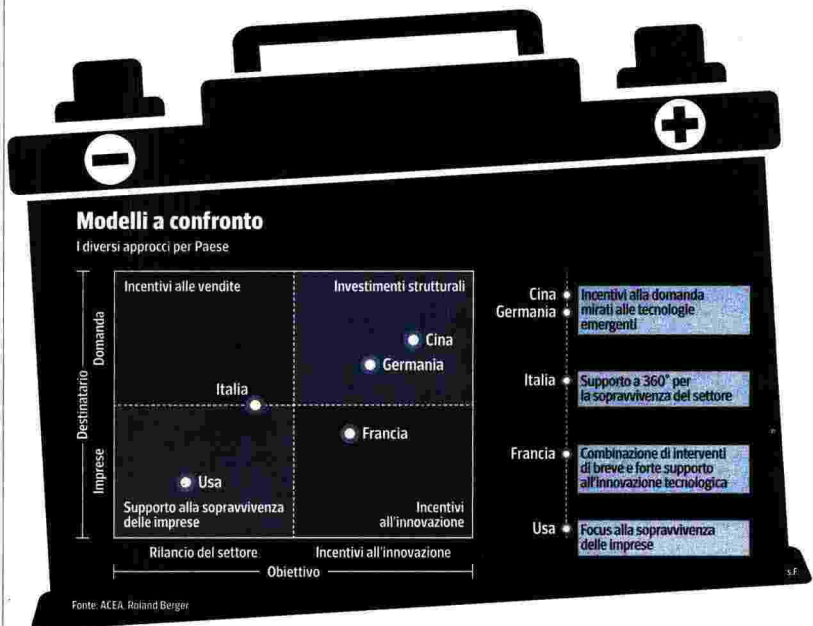 Modelli a confronto
I diversi approcci per Paese
Destinatario
Domanda
Imprese
Incentivi alle vendite
Investimenti strutturali
Cina
Germania
Italia
Francia
Usa
Supporto alla sopravvivenza
delle imprese
Incentivi
all'innovazione
Rilancio del settore
Incentivi all'innovazione
Obiettivo
Cina
Germania
Incentivi alla domanda
mirati alle tecnologie
emergenti
Italia
Supporto a 360° per
la sopravvivenza del settore
Francia
Combinazione di interventi
di breve e forte supporto
all'innovazione tecnologica
Usa
Focus alla sopravvivenza
delle imprese
s.F.
Fonte: ACEA, Roland Berger